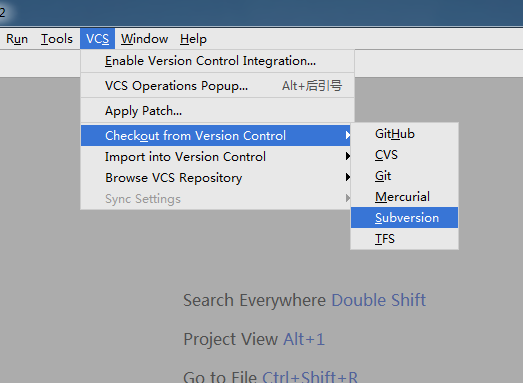 2
Run Tools VCS Window Help
Enable Version Control Integration...
VCS Operations Popup... Alt+后引号
Apply Patch...
Checkout from Version Control
GitHub
Import into Version Control
CVS
Browse VCS Repository
Git
Sync Settings
Mercurial
Subversion
TFS
Search Everywhere Double Shift
Project View Alt+1
Go to File Ctrl+Shift+R